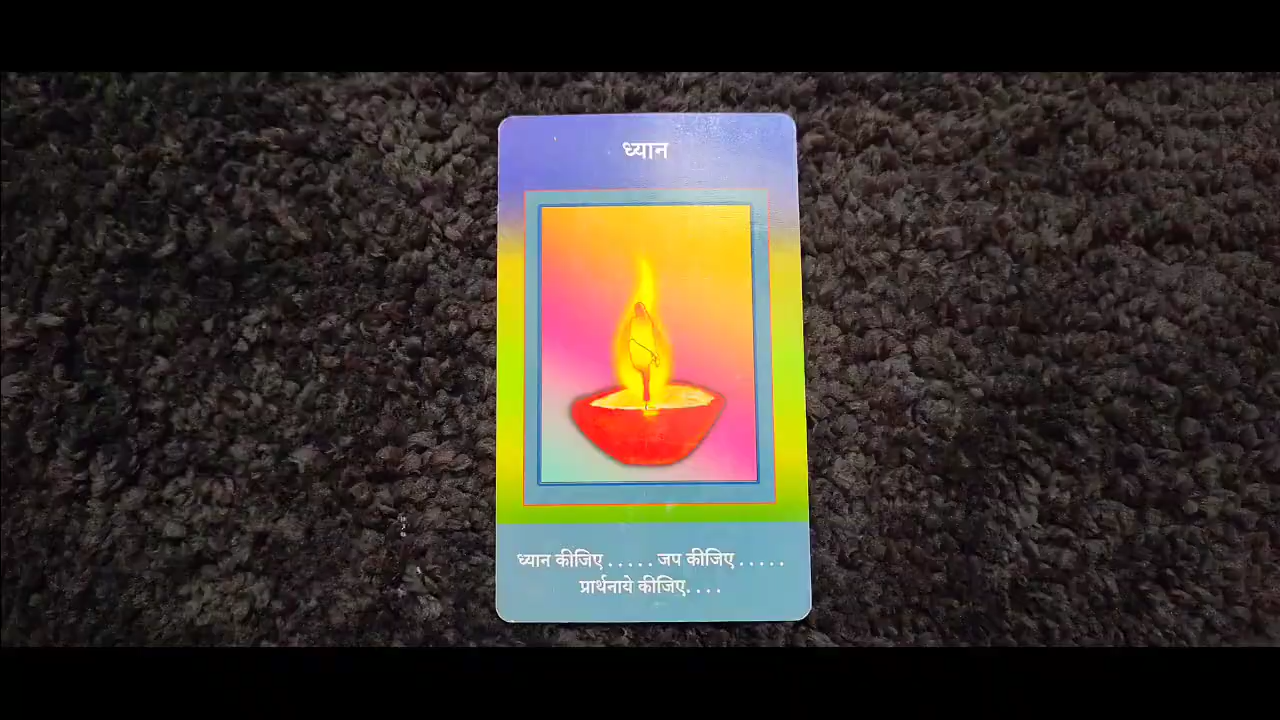 ध्यान
ध्यान कीजिए . . . . . जप कीजिए . . . . .
प्रार्थनाये कीजिए. . . .